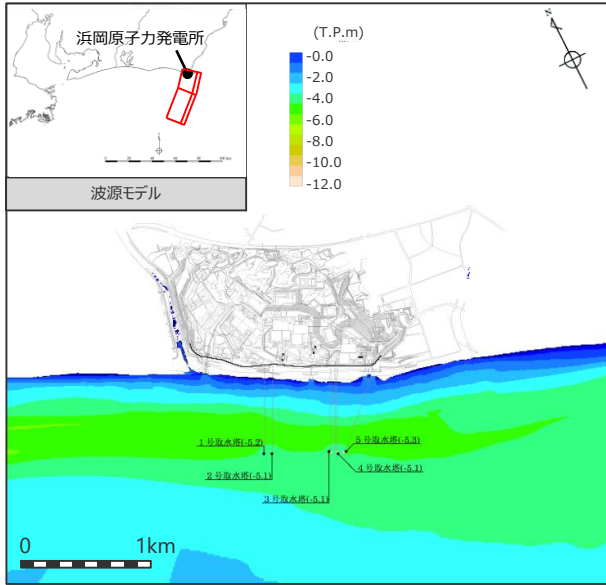 浜岡原子力発電所
波源モデル
(T.P.m)
-0.0
-2.0
-4.0
-6.0
-8.0
-10.0
-12.0
N
1号取水塔(-5.2)
2号取水塔(-5.1)
3号取水塔(-5.1)
4号取水塔(-5.1)
5号取水塔(-5.3)
0 1km